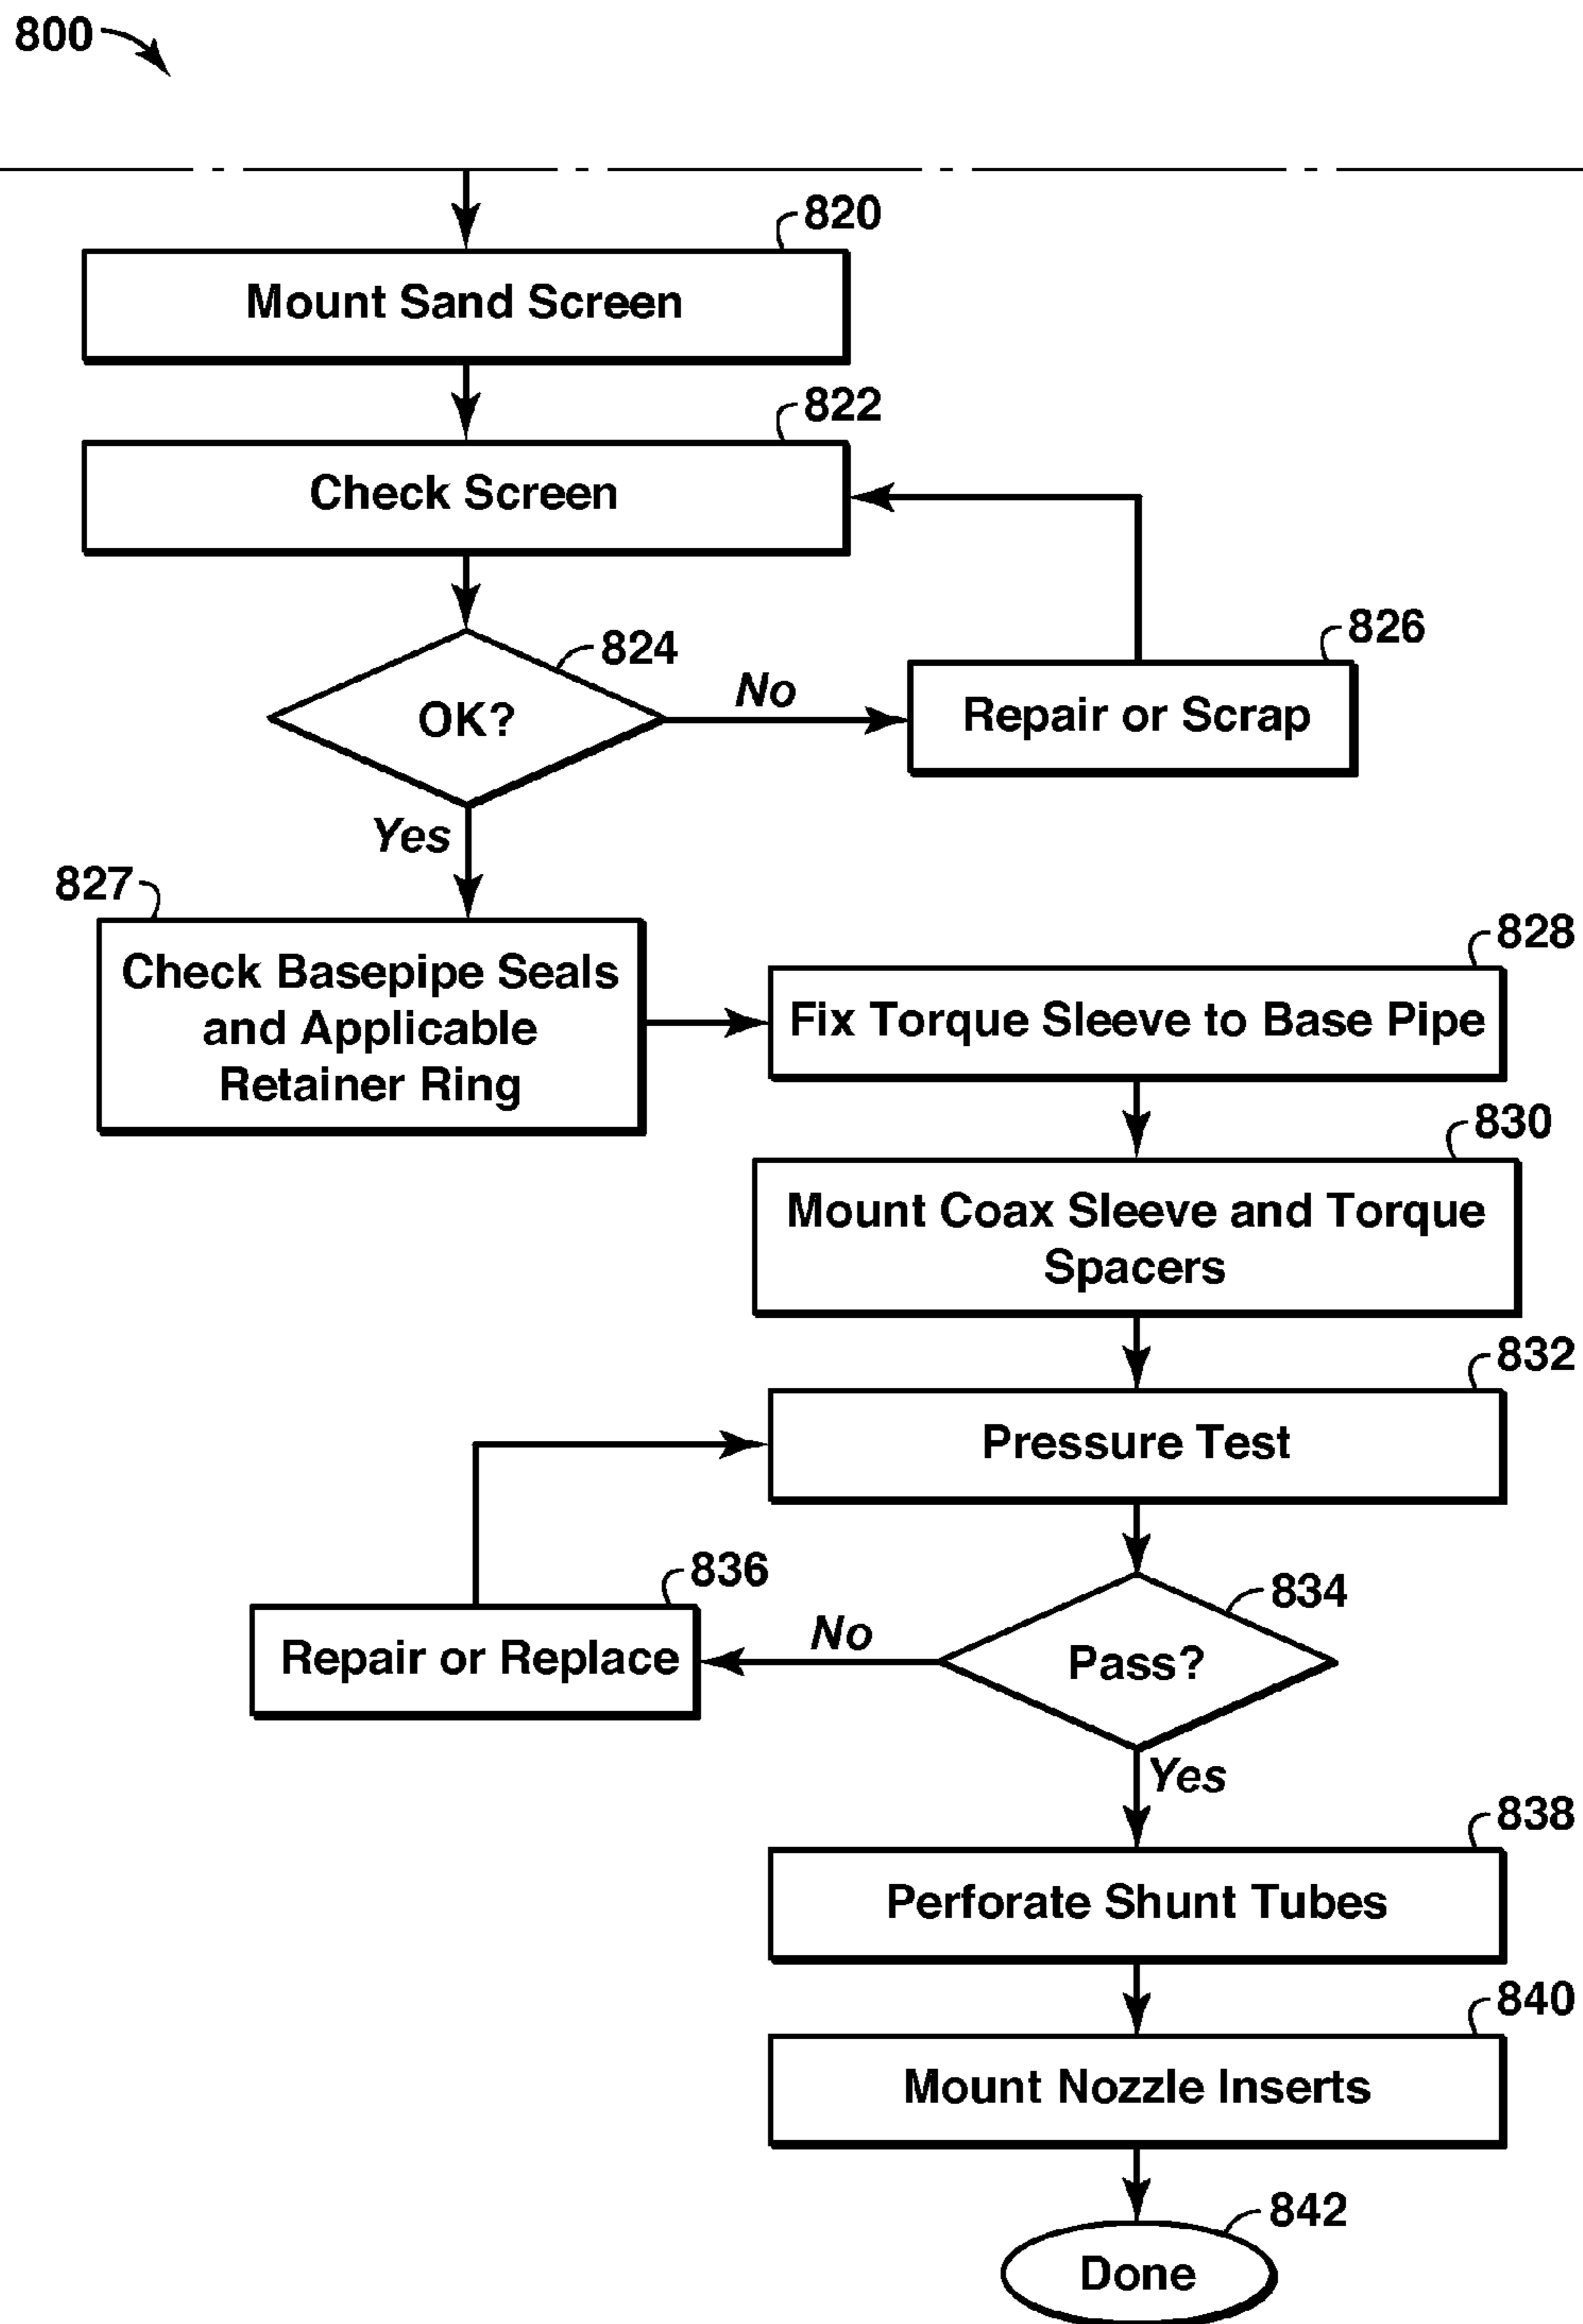 800
820
Mount Sand Screen
822
Check Screen
824
OK?
No
826
Repair or Scrap
Yes
827
Check Basepipe Seals
and Applicable
Retainer Ring
828
Fix Torque Sleeve to Base Pipe
830
Mount Coax Sleeve and Torque
Spacers
832
Pressure Test
834
Pass?
No
836
Repair or Replace
Yes
838
Perforate Shunt Tubes
840
Mount Nozzle Inserts
842
Done